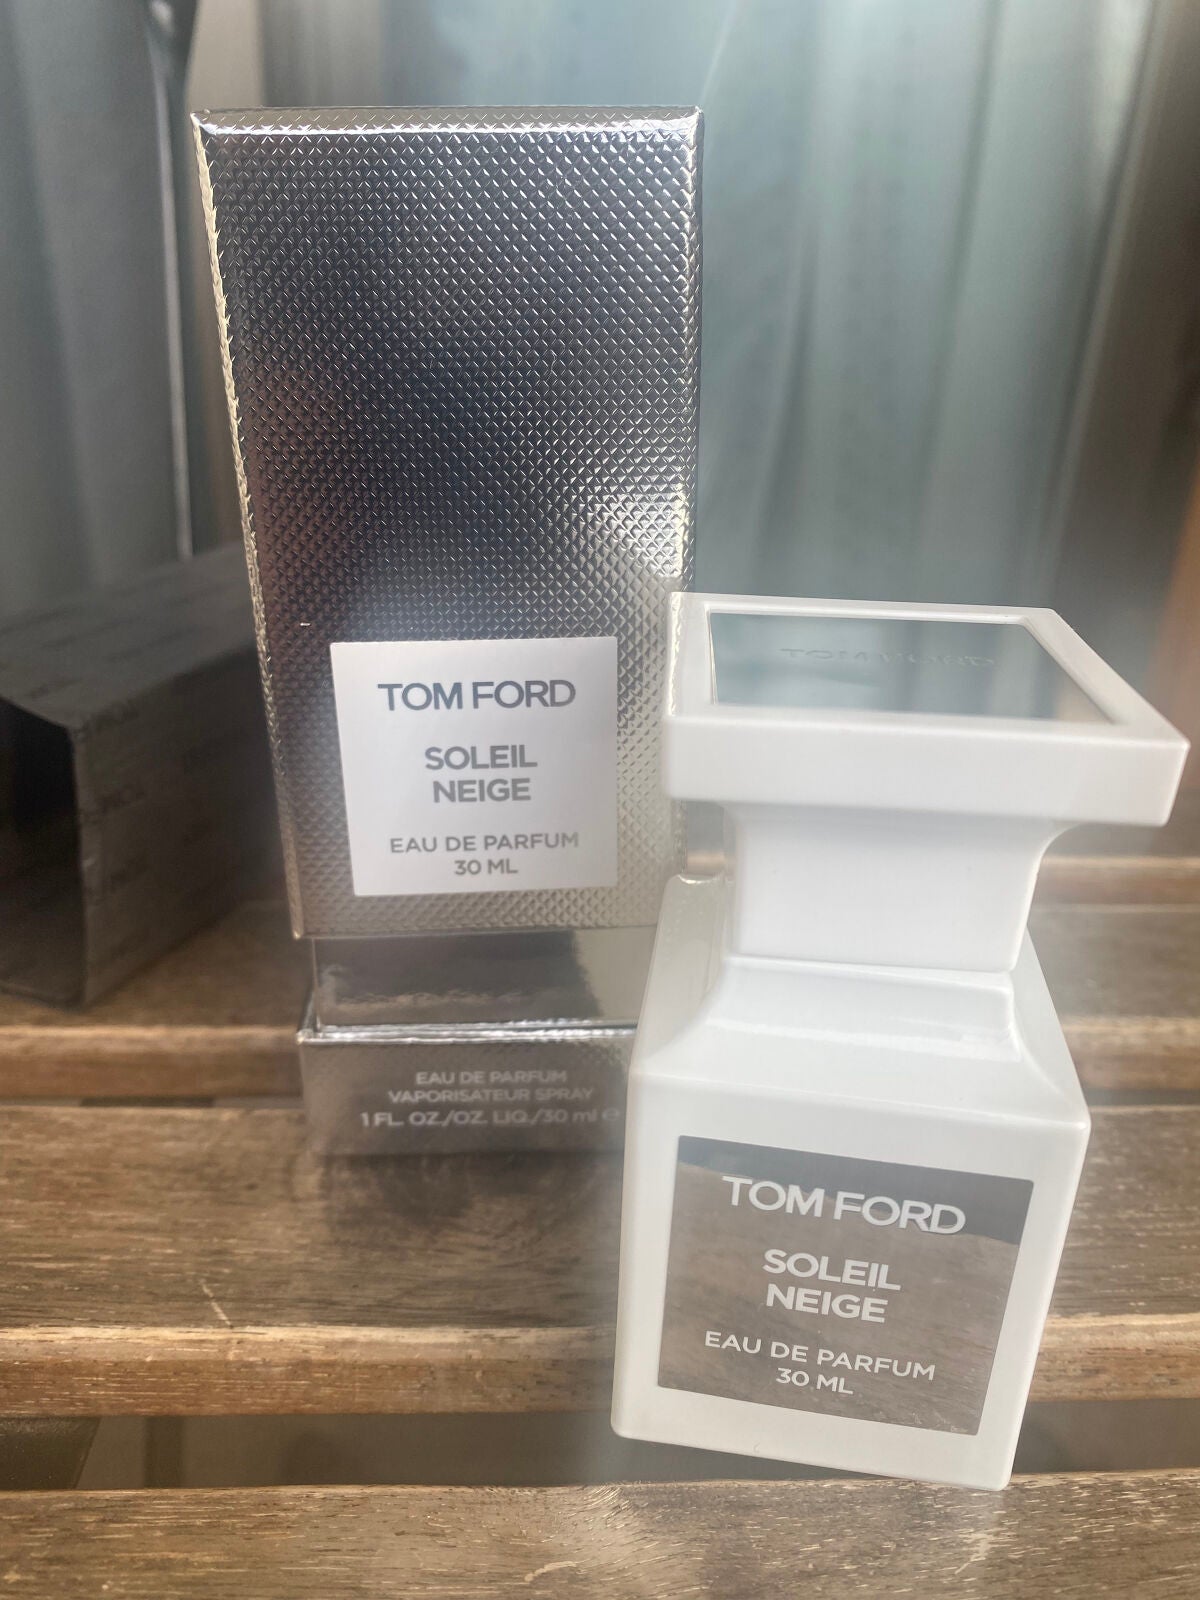 TOM FORD
SOLEIL
NEIGE
EAU DE PARFUM
30 ML
EAU DE PARFUM
VAPORISATEUR SPRAY
1 FL. OZ./OZ. LIQ./30 ml ℮
TOM FORD
TOM FORD
SOLEIL
NEIGE
EAU DE PARFUM
30 ML